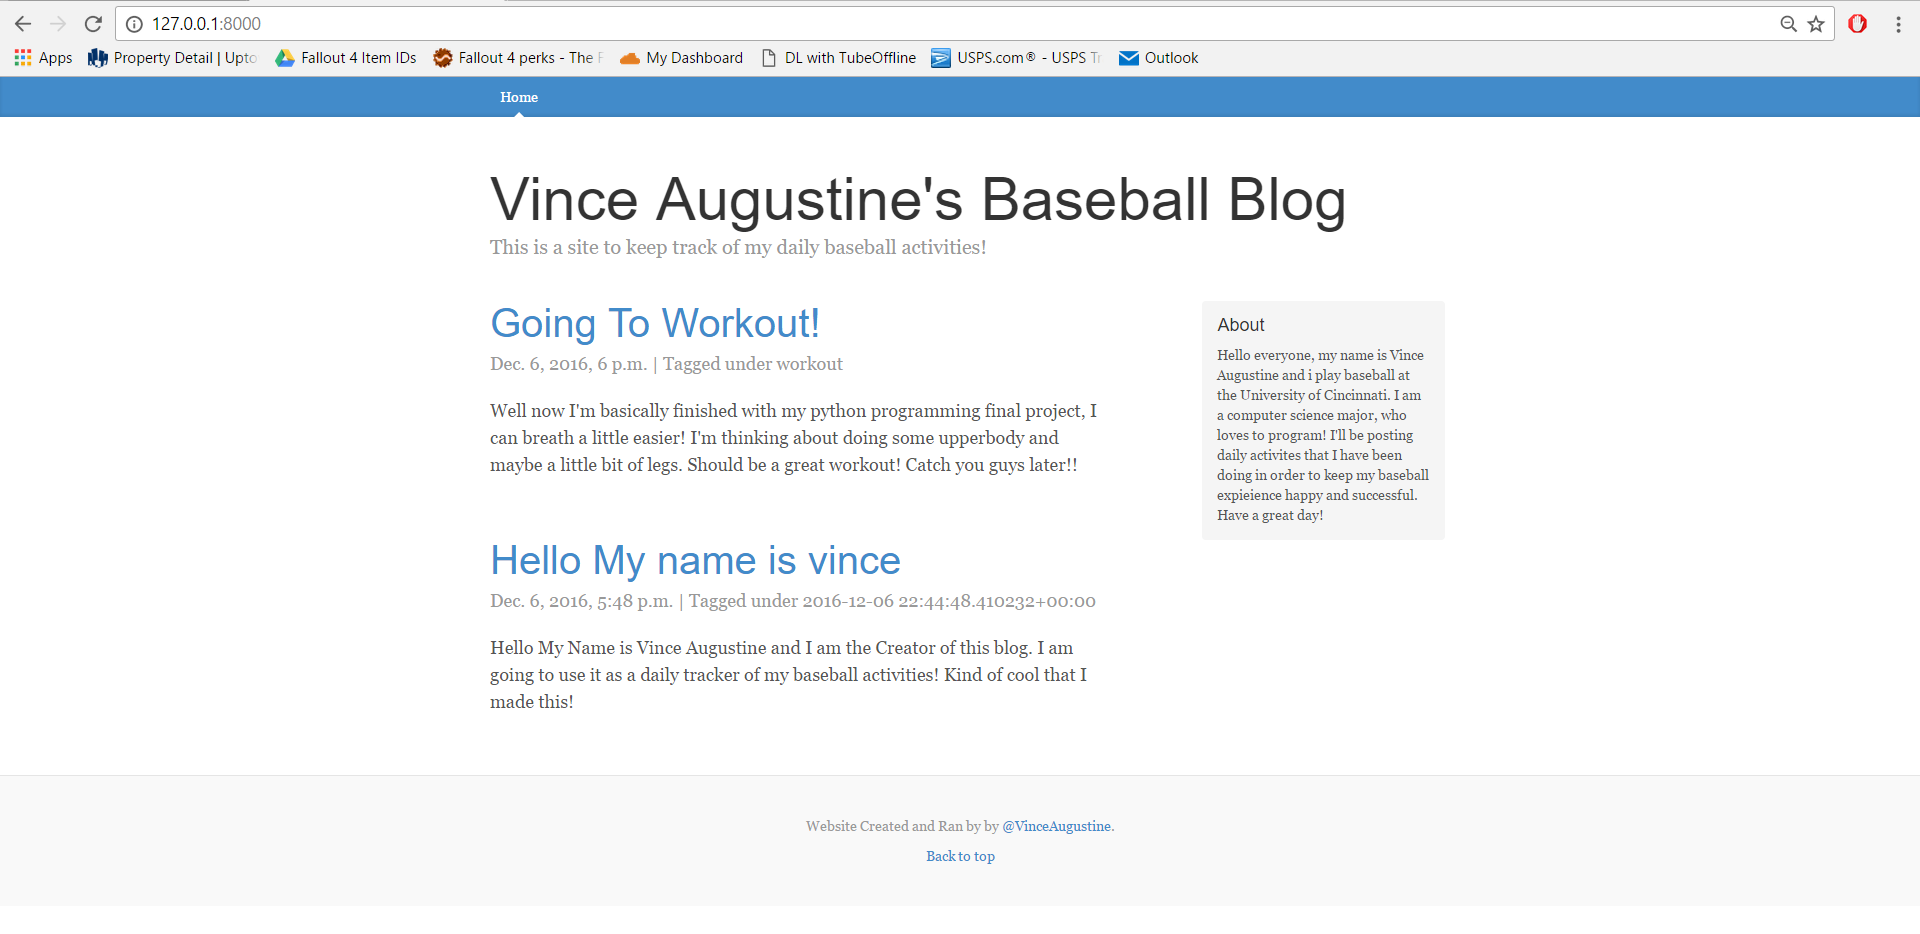 127.0.0.1:8000
Apps Property Detail | Upto Fallout 4 Item IDs Fallout 4 perks - The F My Dashboard DL with TubeOffline USPS.com® - USPS Tr Outlook
Home
Vince Augustine's Baseball Blog
This is a site to keep track of my daily baseball activities!
Going To Workout!
Dec. 6, 2016, 6 p.m. | Tagged under workout
Well now I'm basically finished with my python programming final project, I
can breath a little easier! I'm thinking about doing some upperbody and
maybe a little bit of legs. Should be a great workout! Catch you guys later!!
Hello My name is vince
Dec. 6, 2016, 5:48 p.m. | Tagged under 2016-12-06 22:44:48.410232+00:00
Hello My Name is Vince Augustine and I am the Creator of this blog. I am
going to use it as a daily tracker of my baseball activities! Kind of cool that I
made this!
About
Hello everyone, my name is Vince
Augustine and i play baseball at
the University of Cincinnati. I am
a computer science major, who
loves to program! I'll be posting
daily activites that I have been
doing in order to keep my baseball
expieience happy and successful.
Have a great day!
Website Created and Ran by by @VinceAugustine.
Back to top